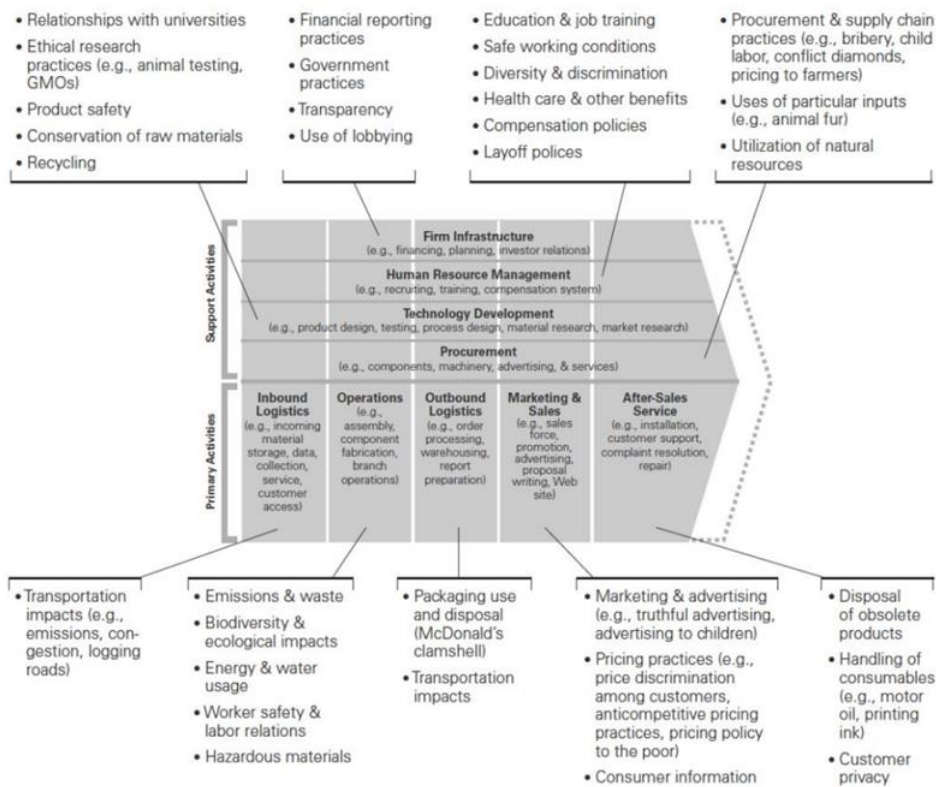 • Relationships with universities
• Ethical research
practices (e.g., animal testing,
GMOs)
• Product safety
• Conservation of raw materials
• Recycling
• Financial reporting
practices
• Government
practices
• Transparency
• Use of lobbying
• Education & job training
• Safe working conditions
• Diversity & discrimination
• Health care & other benefits
• Compensation policies
• Layoff polices
• Procurement & supply chain
practices (e.g., bribery, child
labor, conflict diamonds,
pricing to farmers)
• Uses of particular inputs
(e.g., animal fur)
• Utilization of natural
resources
Support Activities
Firm Infrastructure
(e.g., financing, planning, investor relations)
Human Resource Management
(e.g., recruiting, training, compensation system)
Technology Development
(e.g., product design, testing, process design, material research, market research)
Procurement
(e.g., components, machinery, advertising, & services)
Primary Activities
Inbound
Logistics
(e.g., incoming
material
storage, data,
collection,
service,
customer
access)
Operations
(e.g.,
assembly,
component
fabrication,
branch
operations)
Outbound
Logistics
(e.g., order
processing,
warehousing,
report
preparation)
Marketing &
Sales
(e.g., sales
force,
promotion,
advertising,
proposal
writing, Web
site)
After-Sales
Service
(e.g., installation,
customer support,
complaint resolution,
repair)
• Transportation
impacts (e.g.,
emissions, con-
gestion, logging
roads)
• Emissions & waste
• Biodiversity &
ecological impacts
• Energy & water
usage
• Worker safety &
labor relations
• Hazardous materials
• Packaging use
and disposal
(McDonald's
clamshell)
• Transportation
impacts
• Marketing & advertising
(e.g., truthful advertising,
advertising to children)
• Pricing practices (e.g.,
price discrimination
among customers,
anticompetitive pricing
practices, pricing policy
to the poor)
• Consumer information
• Disposal
of obsolete
products
• Handling of
consumables
(e.g., motor
oil, printing
ink)
• Customer
privacy